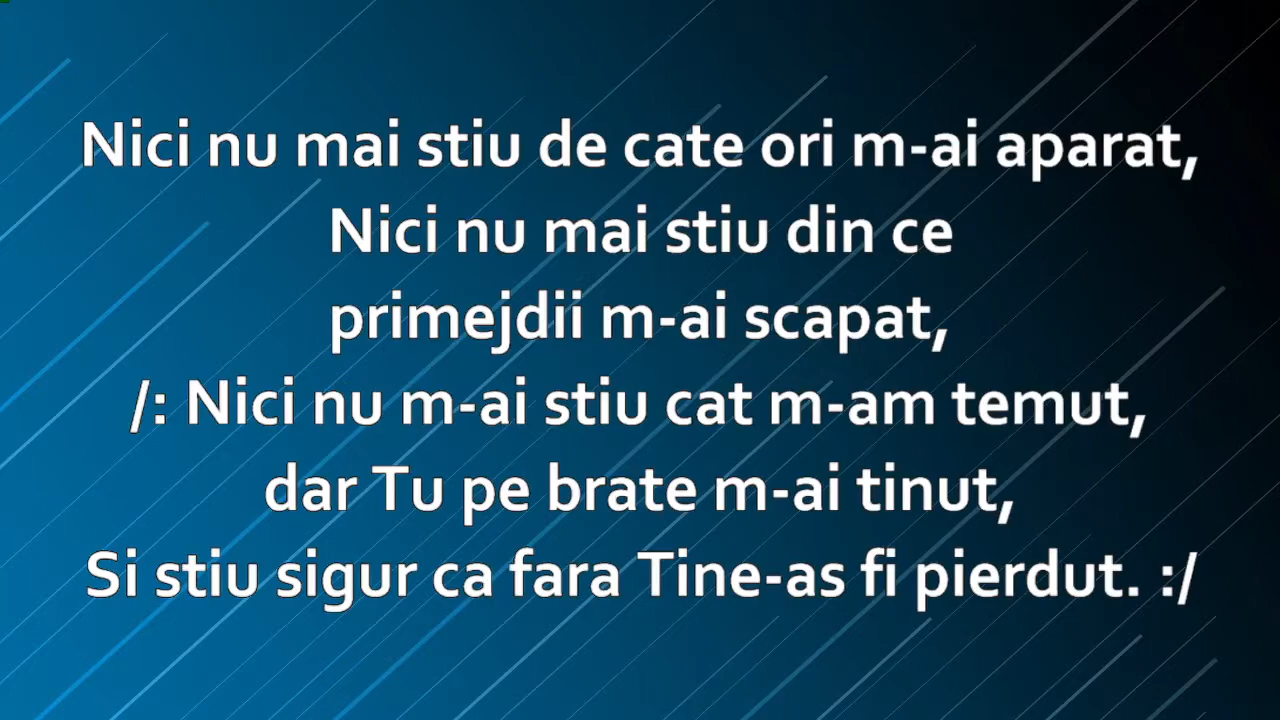 Nici nu mai stiu de cate ori m-ai aparat,
Nici nu mai stiu din ce
primejdii m-ai scapat,
/: Nici nu m-ai stiu cat m-am temut,
dar Tu pe brate m-ai tinut,
Si stiu sigur ca fara Tine-as fi pierdut. :/